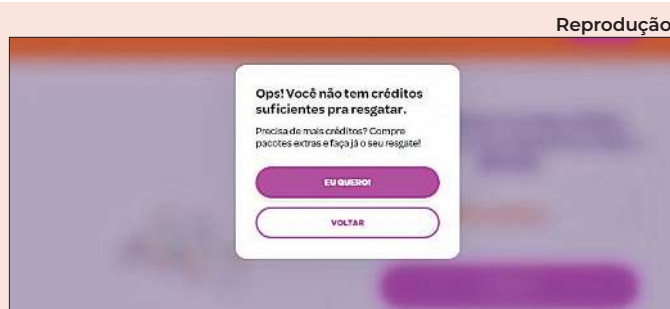 Reprodução
Ops! Você não tem créditos
suficientes pra resgatar.
Precisa de mais créditos? Compre
pacotes extras e faça já o seu resgate!
EU QUERO!
VOLTAR